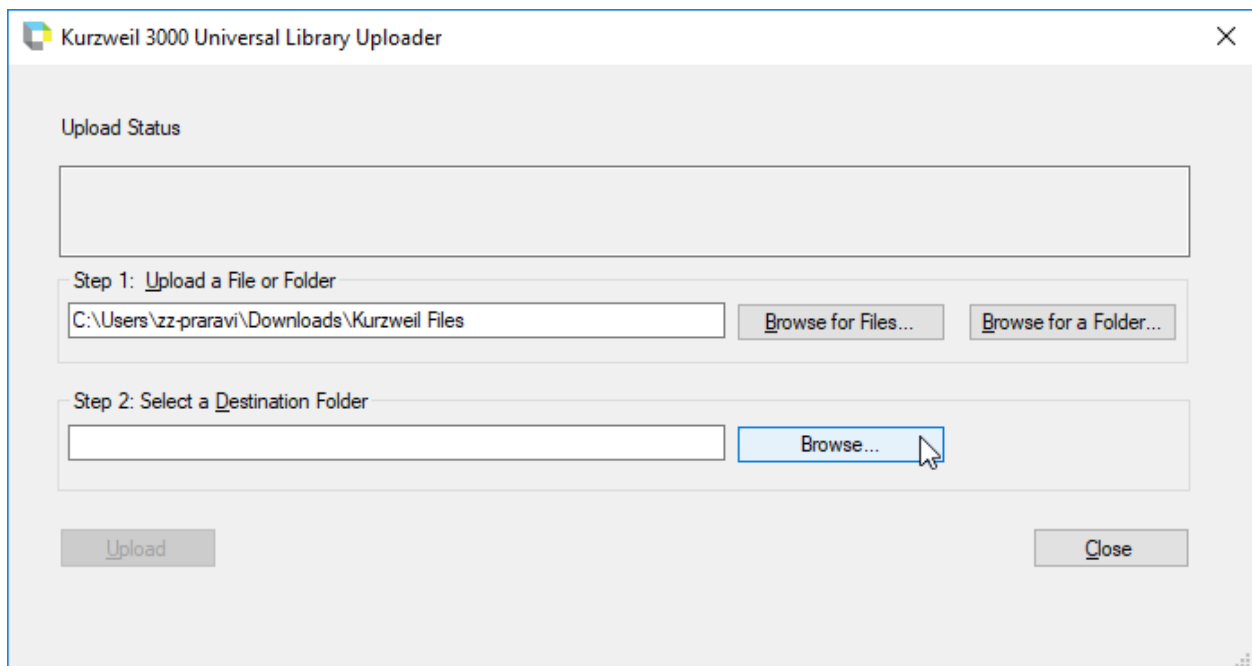 Kurzweil 3000 Universal Library Uploader
Upload Status
Step 1: Upload a File or Folder
C:\Users\zz-praravi\Downloads\Kurzweil Files
Browse for Files...
Browse for a Folder...
Step 2: Select a Destination Folder
Browse...
Upload
Close